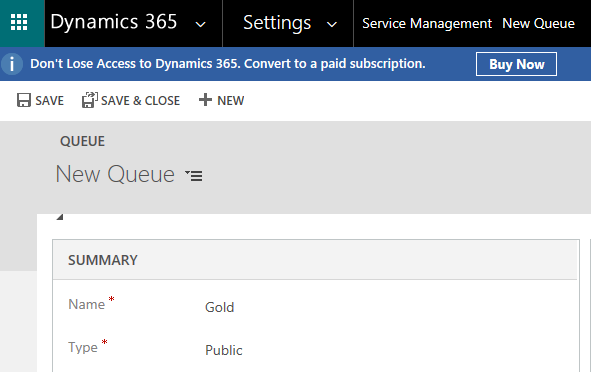 Dynamics 365 Settings Service Management New Queue
Don't Lose Access to Dynamics 365. Convert to a paid subscription. Buy Now
SAVE SAVE & CLOSE NEW
QUEUE
New Queue
SUMMARY
Name * Gold
Type * Public